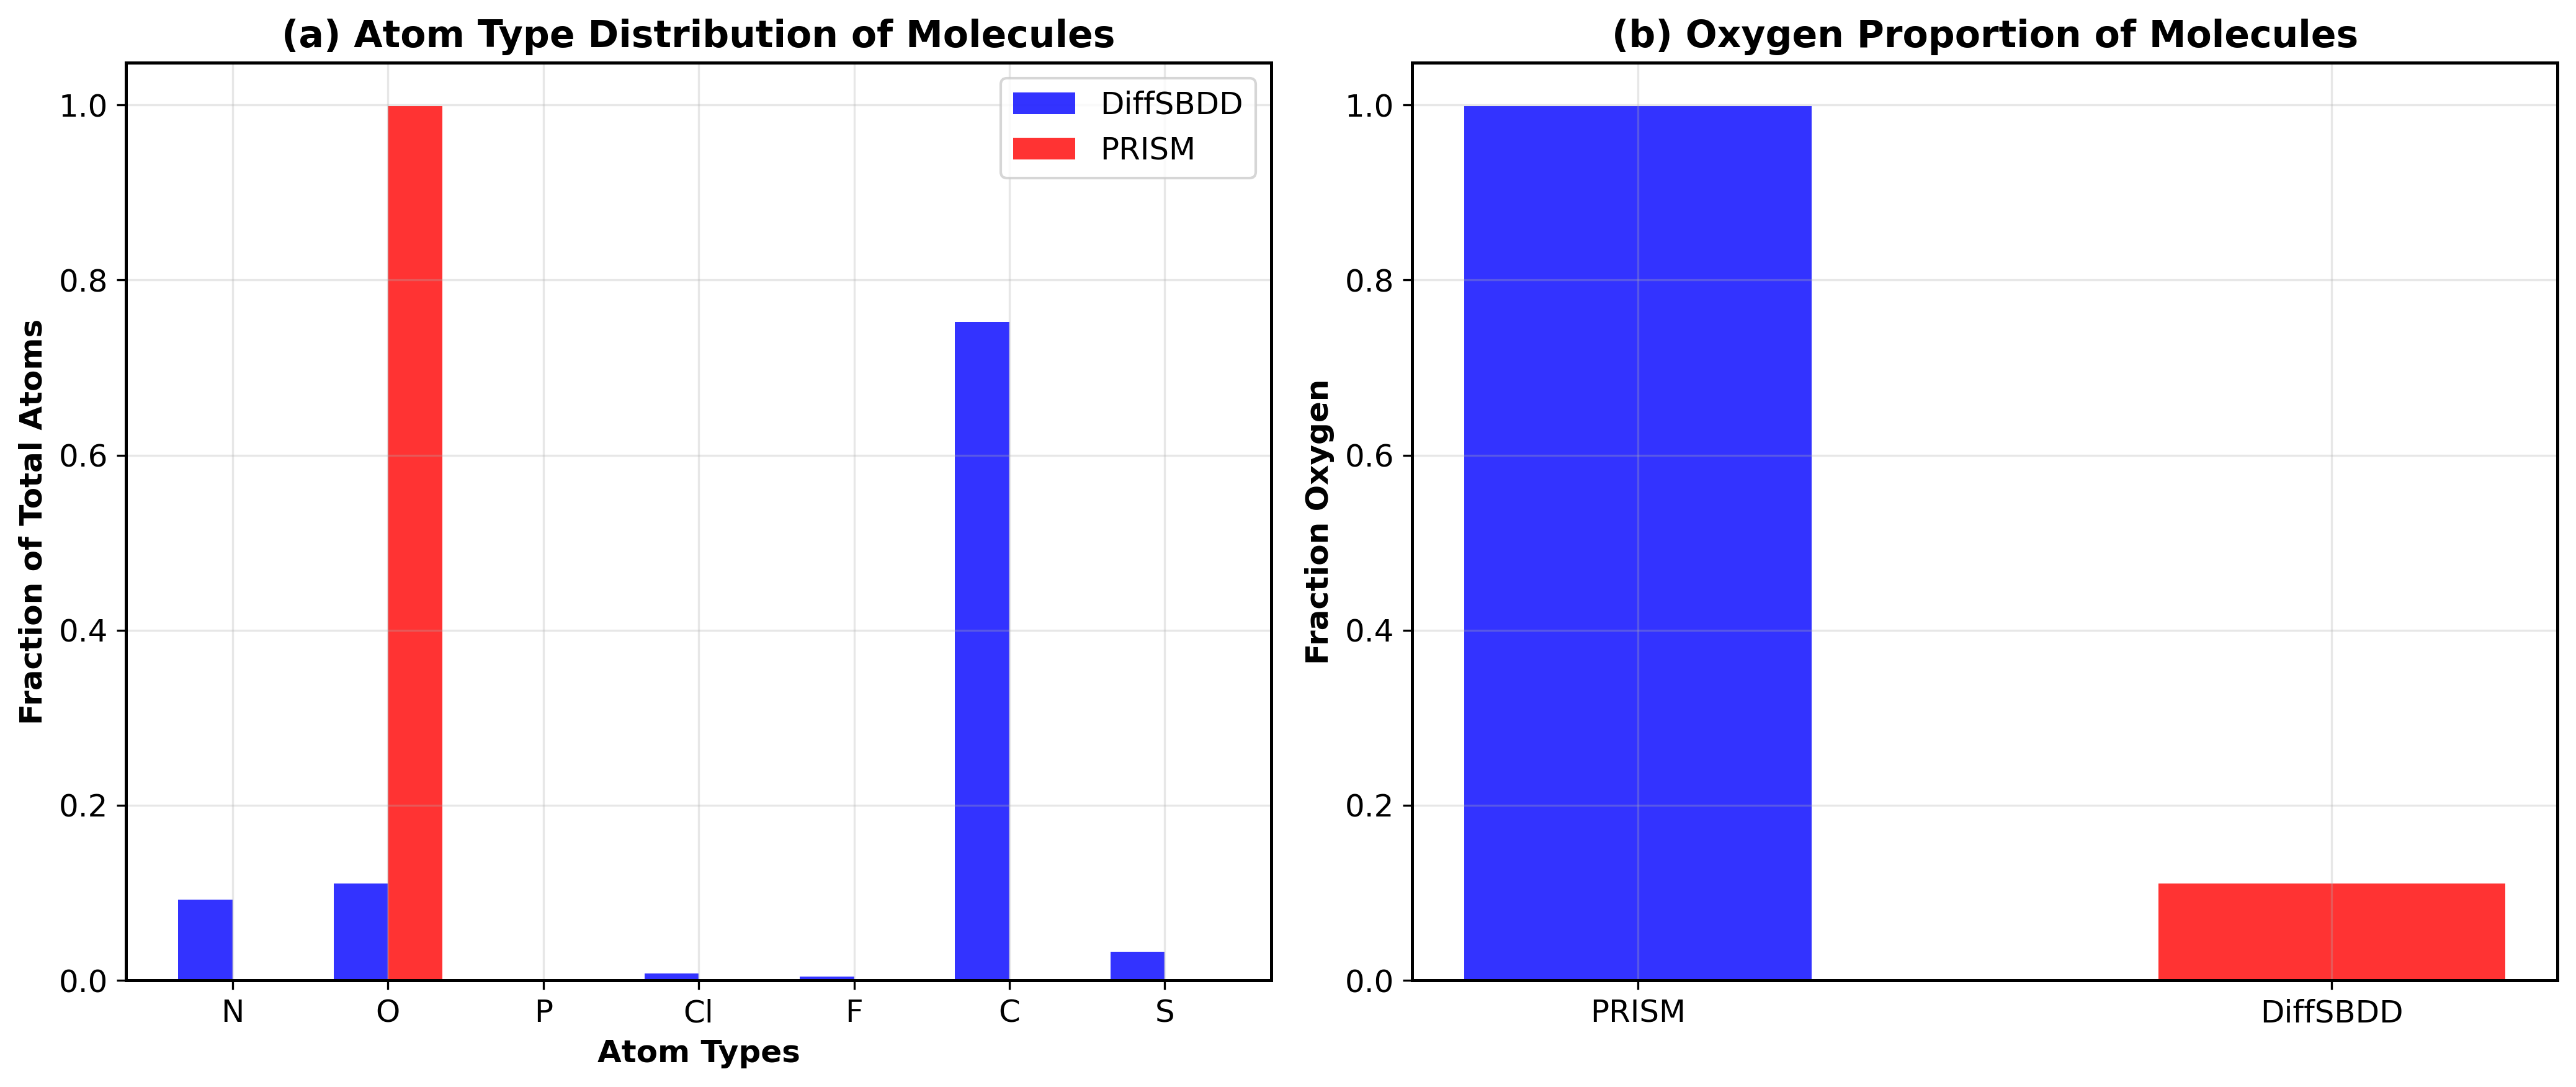 (a) Atom Type Distribution of Molecules
1.0
0.8
0.6
0.4
0.2
0.0
Fraction of Total Atoms
DiffSBDD
PRISM
N O P Cl F C S
Atom Types
(b) Oxygen Proportion of Molecules
1.0
0.8
0.6
0.4
0.2
0.0
Fraction Oxygen
PRISM DiffSBDD